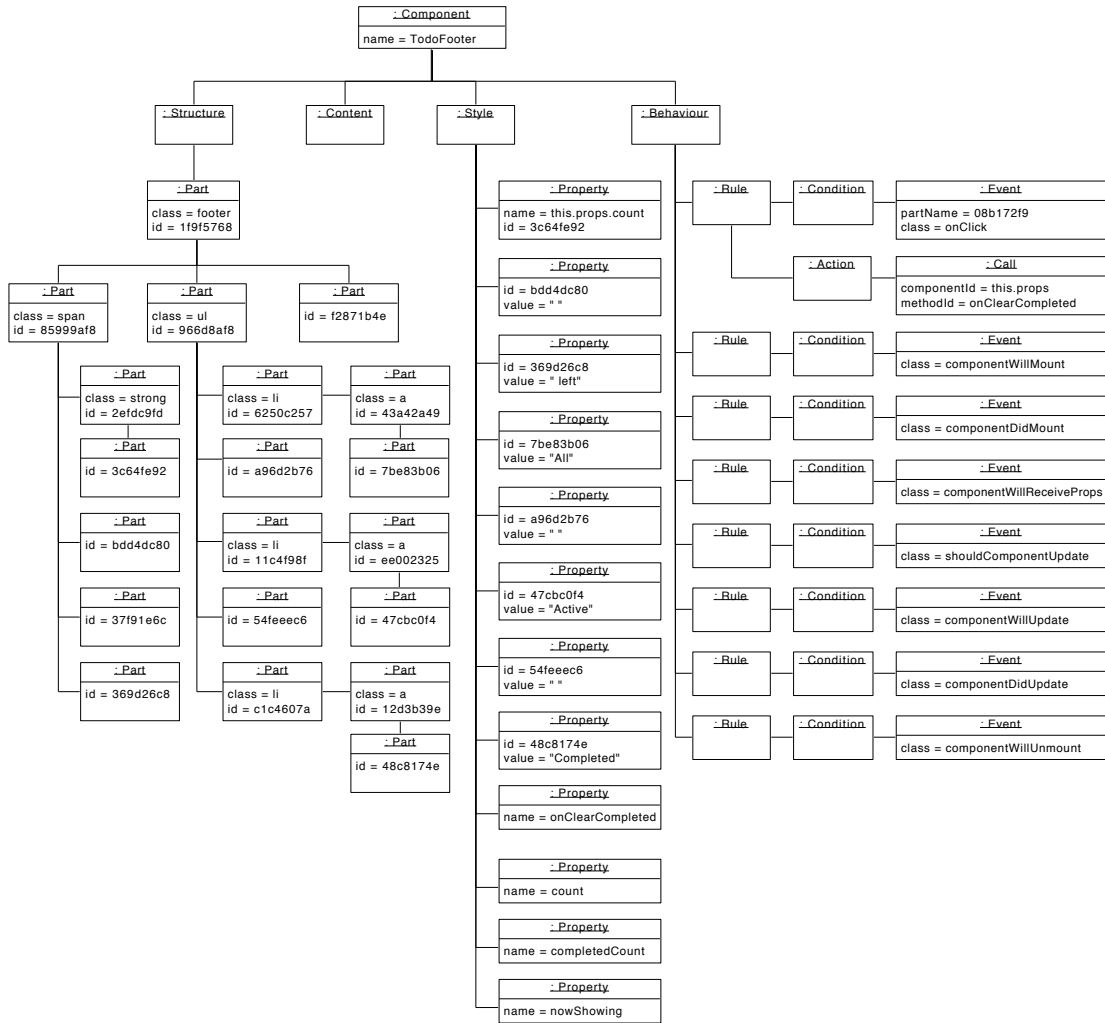 : Component
name = TodoFooter
: Structure
: Content
: Style
: Behaviour
: Part
class = footer
id = 1f9f5768
: Part
class = span
id = 85999af8
: Part
class = ul
id = 966d8af8
: Part
id = f2871b4e
: Part
class = strong
id = 2efdc9fd
: Part
id = 3c64fe92
: Part
id = bdd4dc80
: Part
id = 37f91e6c
: Part
id = 369d26c8
: Part
class = li
id = 6250c257
: Part
class = a
id = 43a42a49
: Part
id = 7be83b06
: Part
id = a96d2b76
: Part
class = li
id = 11c4f98f
: Part
class = a
id = ee002325
: Part
id = 47cbc0f4
: Part
id = 54feeec6
: Part
class = li
id = c1c4607a
: Part
class = a
id = 12d3b39e
: Part
id = 48c8174e
: Property
name = this.props.count
id = 3c64fe92
: Property
id = bdd4dc80
value = " "
: Property
id = 369d26c8
value = " left"
: Property
id = 7be83b06
value = "All"
: Property
id = a96d2b76
value = " "
: Property
id = 47cbc0f4
value = "Active"
: Property
id = 54feeec6
value = " "
: Property
id = 48c8174e
value = "Completed"
: Property
name = onClearCompleted
: Property
name = count
: Property
name = completedCount
: Property
name = nowShowing
: Rule
: Condition
: Event
partName = 08b172f9
class = onClick
: Action
: Call
componentId = this.props
methodId = onClearCompleted
: Rule
: Condition
: Event
class = componentWillMount
: Rule
: Condition
: Event
class = componentDidMount
: Rule
: Condition
: Event
class = componentWillReceiveProps
: Rule
: Condition
: Event
class = shouldComponentUpdate
: Rule
: Condition
: Event
class = componentWillUpdate
: Rule
: Condition
: Event
class = componentDidUpdate
: Rule
: Condition
: Event
class = componentWillUnmount